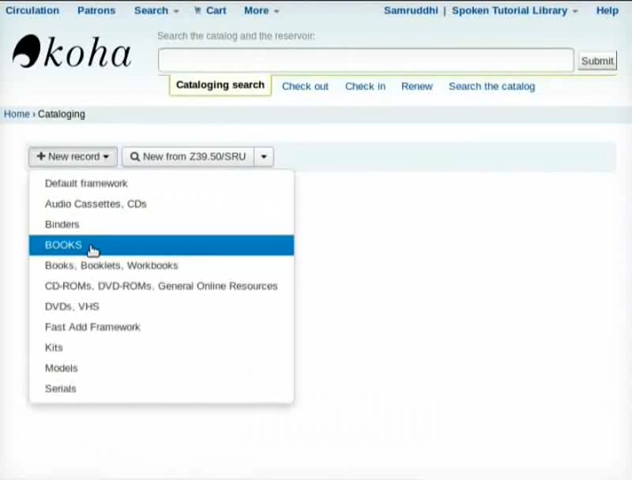 Circulation Patrons Search Cart More Samruddhi | Spoken Tutorial Library Help
koha
Search the catalog and the reservoir:
Submit
Cataloging search Check out Check in Renew Search the catalog
Home › Cataloging
+ New record New from Z39.50/SRU
Default framework
Audio Cassettes, CDs
Binders
BOOKS
Books, Booklets, Workbooks
CD-ROMs, DVD-ROMs, General Online Resources
DVDs, VHS
Fast Add Framework
Kits
Models
Serials